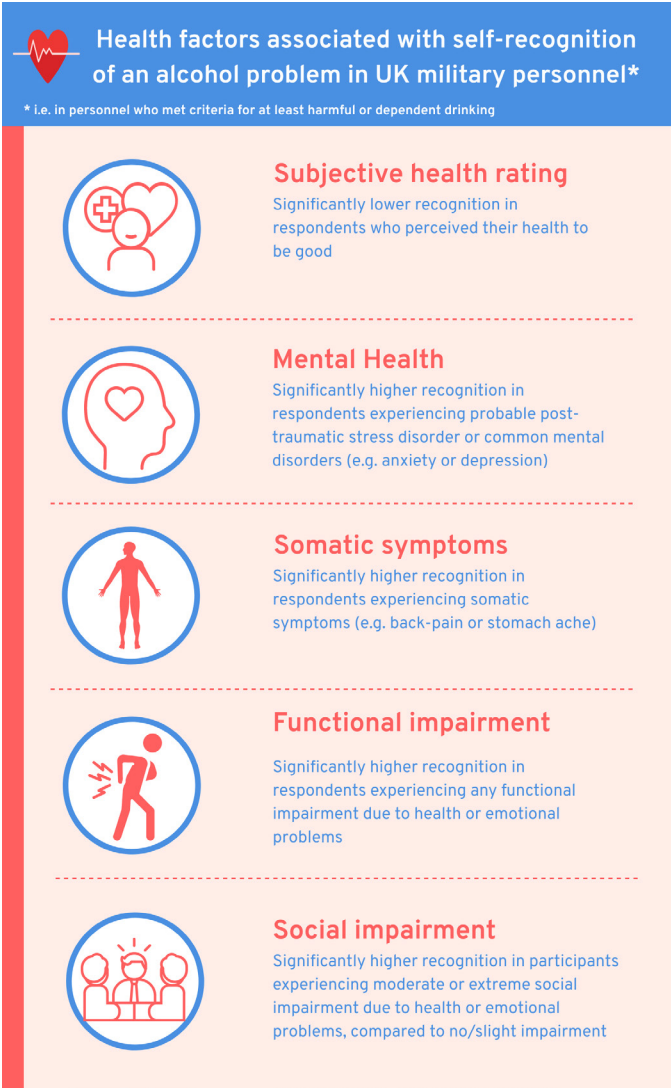 Health factors associated with self-recognition
of an alcohol problem in UK military personnel*
* i.e. in personnel who met criteria for at least harmful or dependent drinking
Subjective health rating
Significantly lower recognition in
respondents who perceived their health to
be good
Mental Health
Significantly higher recognition in
respondents experiencing probable post-
traumatic stress disorder or common mental
disorders (e.g. anxiety or depression)
Somatic symptoms
Significantly higher recognition in
respondents experiencing somatic
symptoms (e.g. back-pain or stomach ache)
Functional impairment
Significantly higher recognition in
respondents experiencing any functional
impairment due to health or emotional
problems
Social impairment
Significantly higher recognition in participants
experiencing moderate or extreme social
impairment due to health or emotional
problems, compared to no/slight impairment